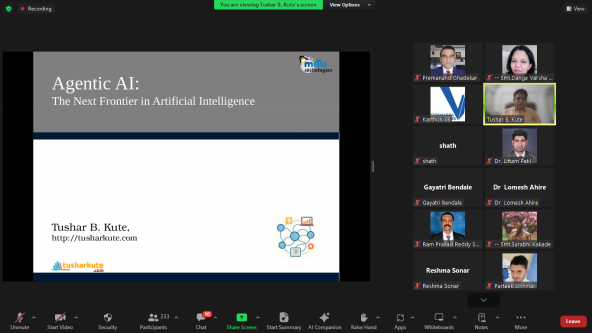 Recording
You are viewing Tushar B. Kute's screen
View Options
View
mitu
skillologies
Agentic AI:
The Next Frontier in Artificial Intelligence
Tushar B. Kute,
http://tusharkute.com
tusharkute
.com
Premanand Ghadekar
-- Smt.Dange Varsha ...
Karthick SB
Tushar B. Kute
shath
shath
Dr. Uttam Patil
Gayatri Bendale
Gayatri Bendale
Dr Lomesh Ahire
Dr Lomesh Ahire
Ram Prasad Reddy S...
-- Smt.Surabhi Kakade
Reshma Sonar
Reshma Sonar
Parteek Simmari
Unmute
Start Video
Security
233
Participants
Chat
Share Screen
Start Summary
AI Companion
Raise Hand
Apps
Whiteboards
Notes
More
Leave